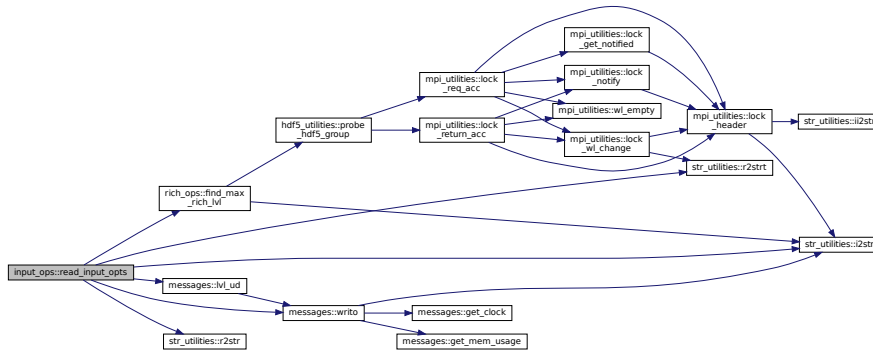 mpi_utilities::lock
_get_notified
mpi_utilities::lock
_notify
mpi_utilities::lock
_req_acc
mpi_utilities::wl_empty
mpi_utilities::lock
_header
str_utilities::ii2str
hdf5_utilities::probe
_hdf5_group
mpi_utilities::lock
_return_acc
mpi_utilities::lock
_wl_change
str_utilities::r2strt
rich_ops::find_max
_rich_lvl
str_utilities::i2str
input_ops::read_input_opts
messages::lvl_ud
messages::writo
messages::get_clock
str_utilities::r2str
messages::get_mem_usage